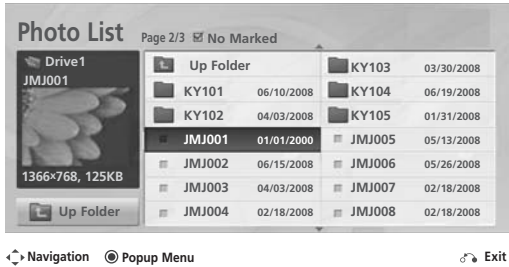 Photo List Page 2/3 No Marked
Drive1
JMJ001
1366×768, 125KB
Up Folder
Up Folder
KY101 06/10/2008
KY102 04/03/2008
JMJ001 01/01/2000
JMJ002 06/15/2008
JMJ003 04/03/2008
JMJ004 02/18/2008
KY103 03/30/2008
KY104 06/19/2008
KY105 01/31/2008
JMJ005 05/13/2008
JMJ006 05/26/2008
JMJ007 02/18/2008
JMJ008 02/18/2008
Navigation Popup Menu Exit